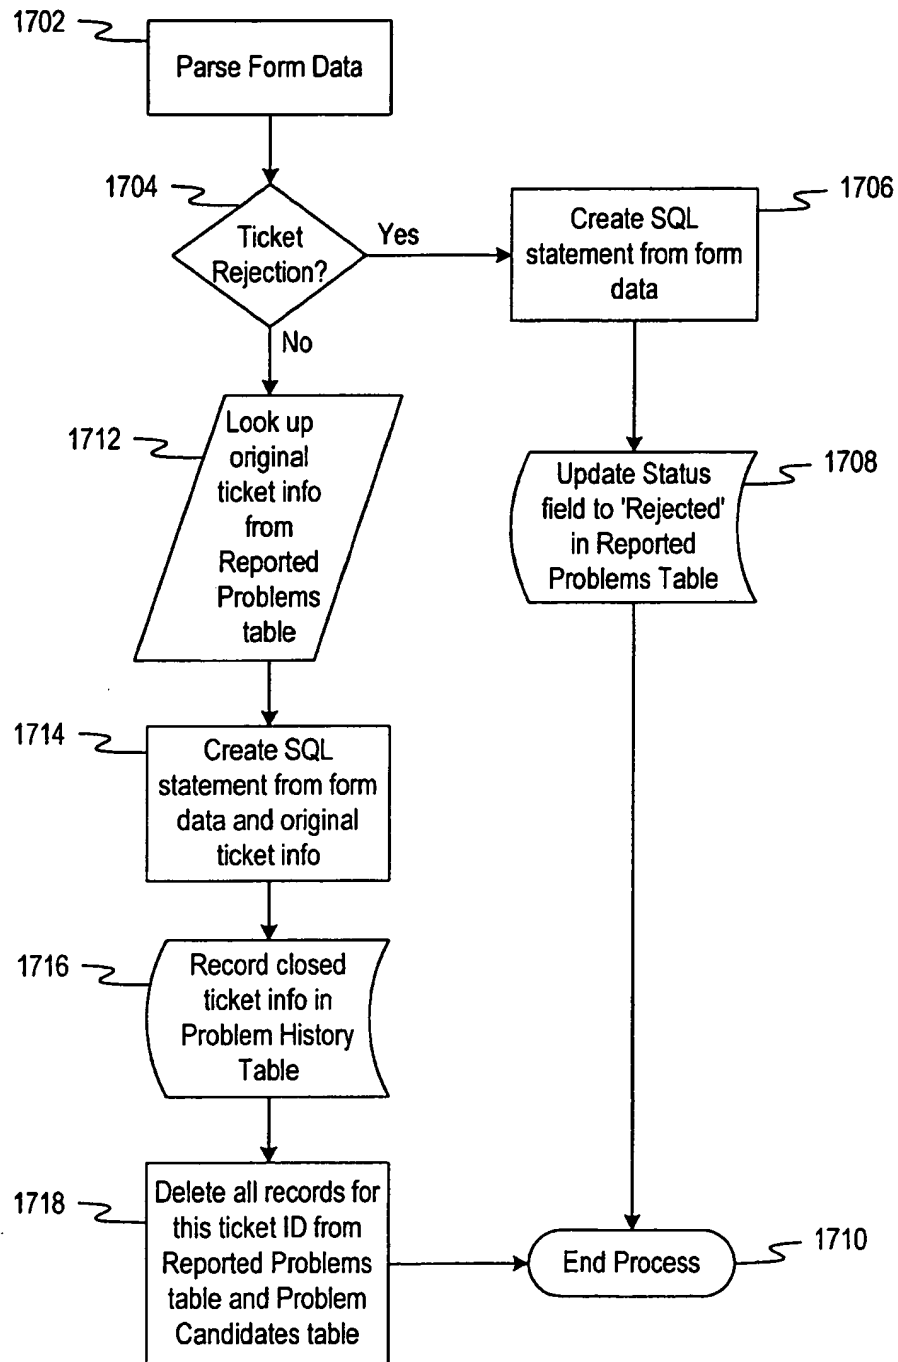 1702
Parse Form Data
1704
Ticket
Rejection?
Yes
No
1706
Create SQL
statement from form
data
1712
Look up
original
ticket info
from
Reported
Problems
table
1708
Update Status
field to 'Rejected'
in Reported
Problems Table
1714
Create SQL
statement from form
data and original
ticket info
1716
Record closed
ticket info in
Problem History
Table
1718
Delete all records for
this ticket ID from
Reported Problems
table and Problem
Candidates table
1710
End Process